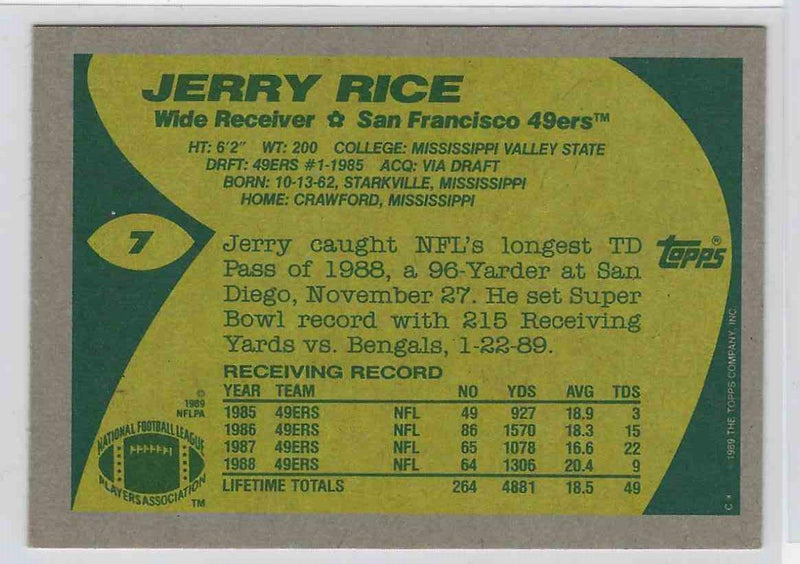 JERRY RICE
Wide Receiver ✪ San Francisco 49ers™
HT: 6'2" WT: 200 COLLEGE: MISSISSIPPI VALLEY STATE
DRFT: 49ERS #1-1985 ACQ: VIA DRAFT
BORN: 10-13-62, STARKVILLE, MISSISSIPPI
HOME: CRAWFORD, MISSISSIPPI
7
Jerry caught NFL's longest TD
Pass of 1988, a 96-Yarder at San
Diego, November 27. He set Super
Bowl record with 215 Receiving
Yards vs. Bengals, 1-22-89.
topps®
RECEIVING RECORD
YEAR TEAM NO YDS AVG TDS
1985 49ERS NFL 49 927 18.9 3
1986 49ERS NFL 86 1570 18.3 15
1987 49ERS NFL 65 1078 16.6 22
1988 49ERS NFL 64 1306 20.4 9
LIFETIME TOTALS 264 4881 18.5 49
©
1989
NFLPA
NATIONAL FOOTBALL LEAGUE
PLAYERS ASSOCIATION™
1989 THE TOPPS COMPANY, INC.
C*